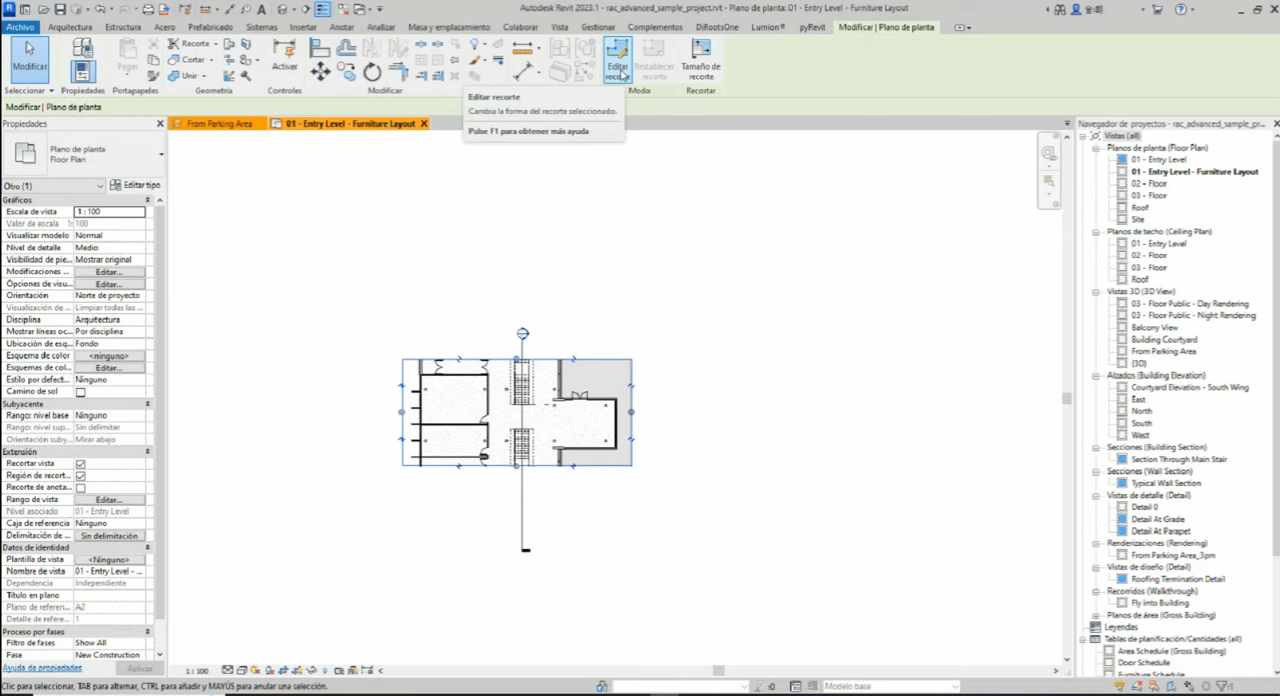 Autodesk Revit 2023.1 - rac_advanced_sample_project.rvt - Plano de planta: 01 - Entry Level - Furniture Layout
Archivo Arquitectura Estructura Acero Prefabricado Sistemas Insertar Anotar Analizar Masa y emplazamiento Colaborar Vista Gestionar Complementos DiRootsOne Lumion® pyRevit Modificar | Plano de planta
Modificar
Propiedades
Pegar
Recorte
Cortar
Unir
Activar
Editar recorte
Restablecer recorte
Tamaño de recorte
Seleccionar Propiedades Portapapeles Geometría Controles Modificar Modo Recortar
Editar recorte
Cambia la forma del recorte seleccionado.
Pulse F1 para obtener más ayuda
Modificar | Plano de planta
Propiedades
From Parking Area
01 - Entry Level - Furniture Layout
Plano de planta
Floor Plan
Otro (1)
Editar tipo
Gráficos
Escala de vista 1 : 100
Valor de escala 1: 100
Visualizar modelo Normal
Nivel de detalle Medio
Visibilidad de pie... Mostrar original
Modificaciones ... Editar...
Opciones de visu... Editar...
Orientación Norte de proyecto
Visualización de ... Limpiar todas las ...
Disciplina Arquitectura
Mostrar líneas oc... Por disciplina
Ubicación de esq... Fondo
Esquema de color <ninguno>
Esquemas de col... Editar...
Estilo por defect... Ninguno
Camino de sol
Subyacente
Rango: nivel base Ninguno
Rango: nivel sup... Sin delimitar
Orientación suby... Mirar abajo
Extensión
Recortar vista
Región de recort...
Recorte de anota...
Rango de vista Editar...
Nivel asociado 01 - Entry Level
Caja de referencia Ninguno
Delimitación de ... Sin delimitación
Datos de identidad
Plantilla de vista <Ninguno>
Nombre de vista 01 - Entry Level - ...
Dependencia Independiente
Título en plano
Plano de referen... A2
Detalle de refere...
Proceso por fases
Filtro de fases Show All
Fase New Construction
Ayuda de propiedades
Aplicar
Navegador de proyectos - rac_advanced_sample_pr...
Vistas (all)
Planos de planta (Floor Plan)
01 - Entry Level
01 - Entry Level - Furniture Layout
02 - Floor
03 - Floor
Roof
Site
Planos de techo (Ceiling Plan)
01 - Entry Level
02 - Floor
03 - Floor
Roof
Vistas 3D (3D View)
03 - Floor Public - Day Rendering
03 - Floor Public - Night Rendering
Balcony View
Building Courtyard
From Parking Area
{3D}
Alzados (Building Elevation)
Courtyard Elevation - South Wing
East
North
South
West
Secciones (Building Section)
Section Through Main Stair
Secciones (Wall Section)
Typical Wall Section
Vistas de detalle (Detail)
Detail 0
Detail At Grade
Detail At Parapet
Renderizaciones (Rendering)
From Parking Area_3pm
Vistas de diseño (Detail)
Roofing Termination Detail
Recorridos (Walkthrough)
Fly into Building
Planos de área (Gross Building)
Leyendas
Tablas de planificación/Cantidades (all)
Area Schedule (Gross Building)
Door Schedule
Furniture Schedule
1 : 100
Clic para seleccionar, TAB para alternar, CTRL para añadir y MAYÚS para anular una selección.
:0
Modelo base
:1